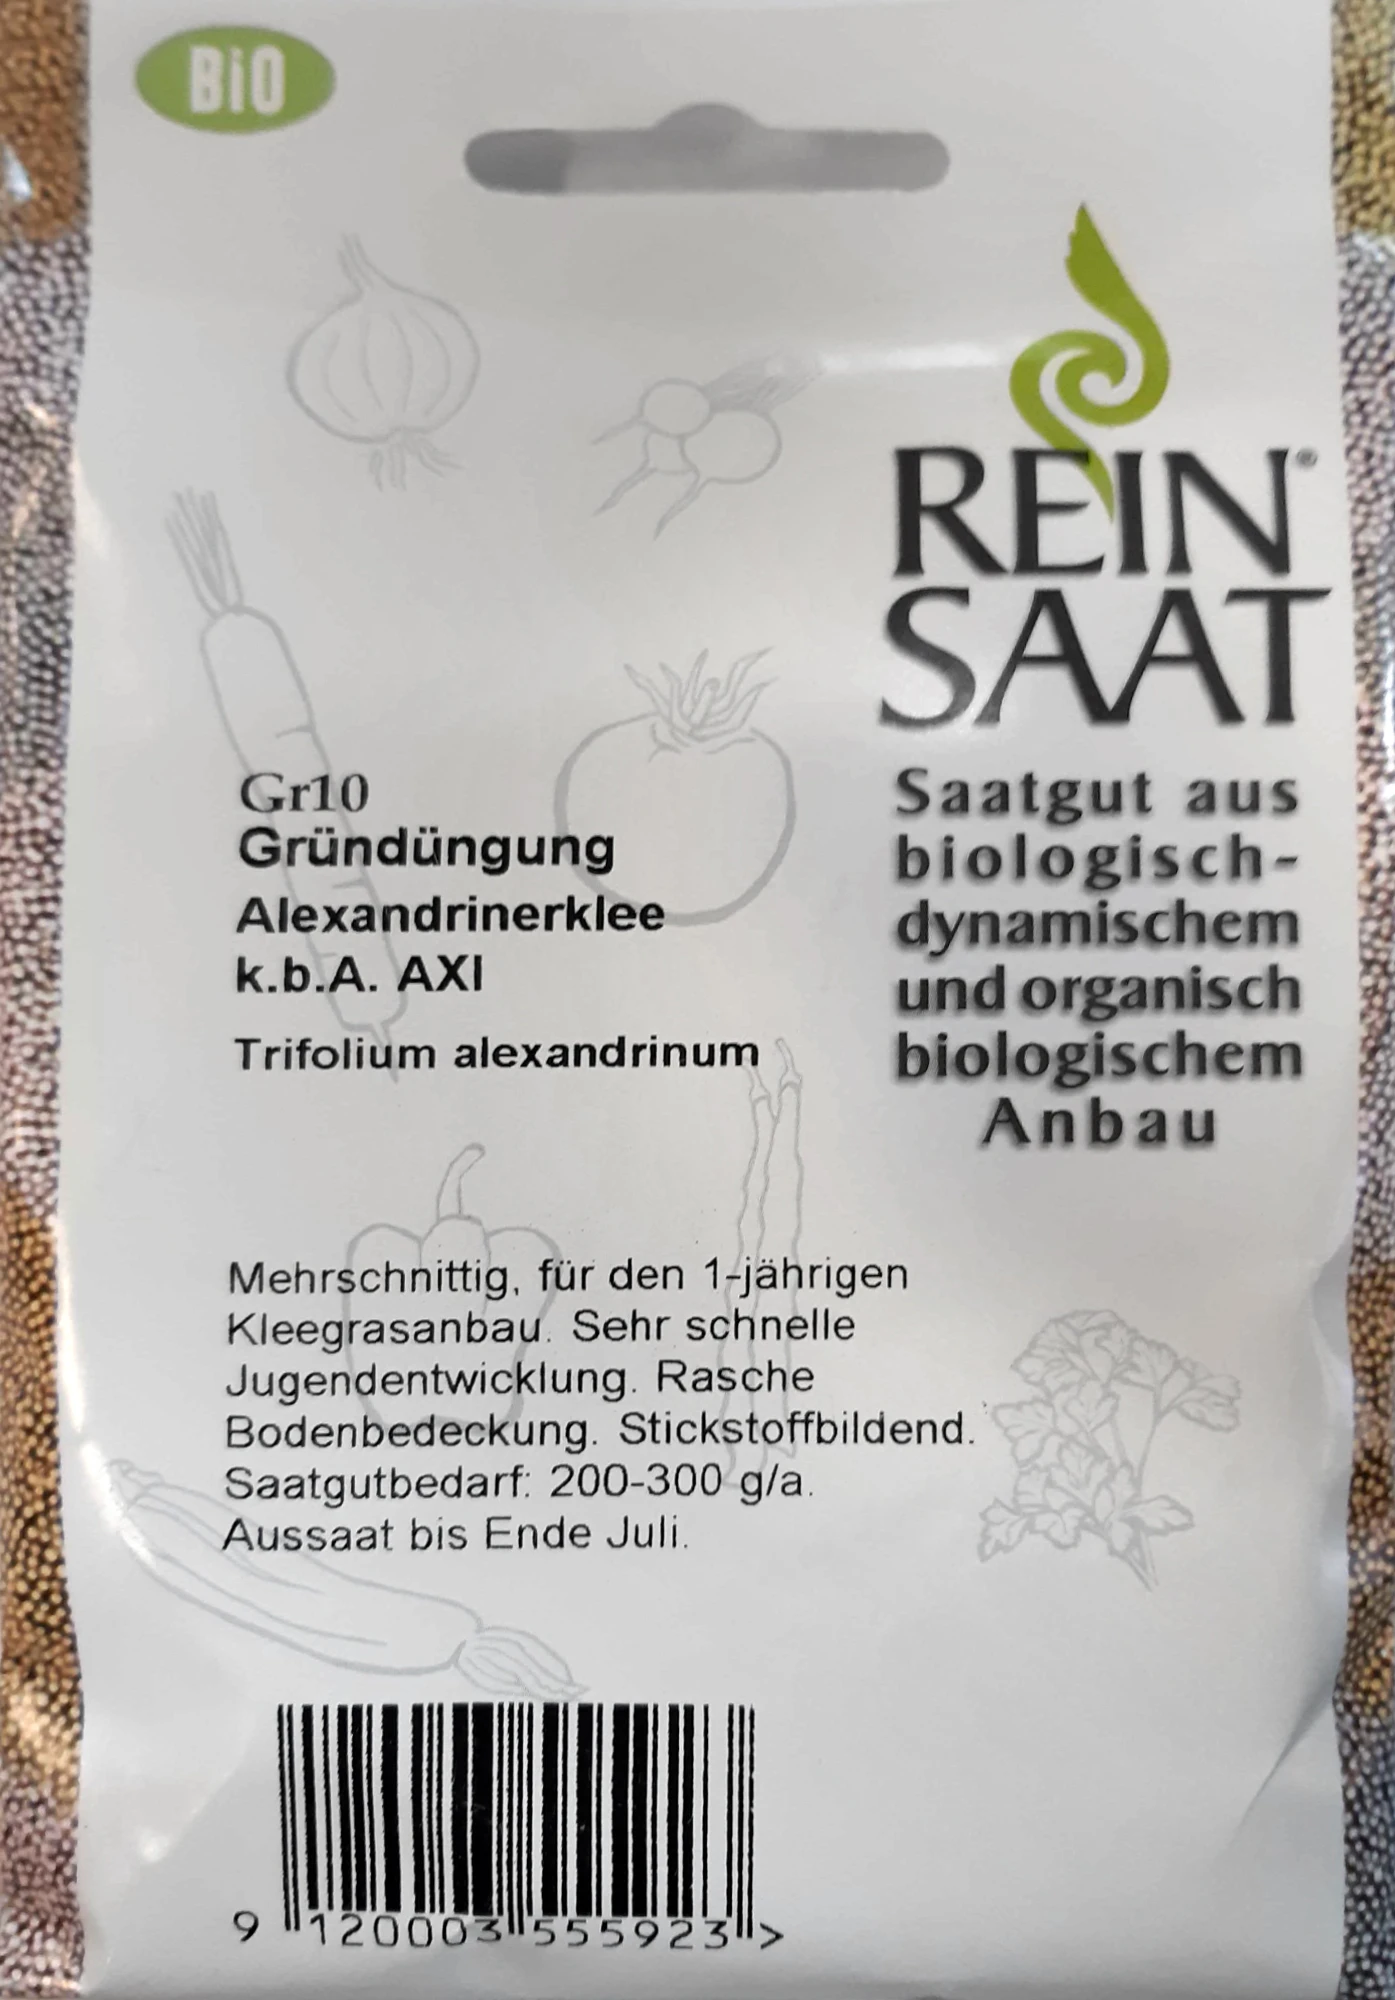 BiO
REIN®
SAAT
Saatgut aus
biologisch-
dynamischem
und organisch
biologischem
Anbau
Gr10
Gründüngung
Alexandrinerklee
k.b.A. AXI
Trifolium alexandrinum
Mehrschnittig, für den 1-jährigen
Kleegrasanbau. Sehr schnelle
Jugendentwicklung. Rasche
Bodenbedeckung. Stickstoffbildend.
Saatgutbedarf: 200-300 g/a.
Aussaat bis Ende Juli.
9 120003 555923 >